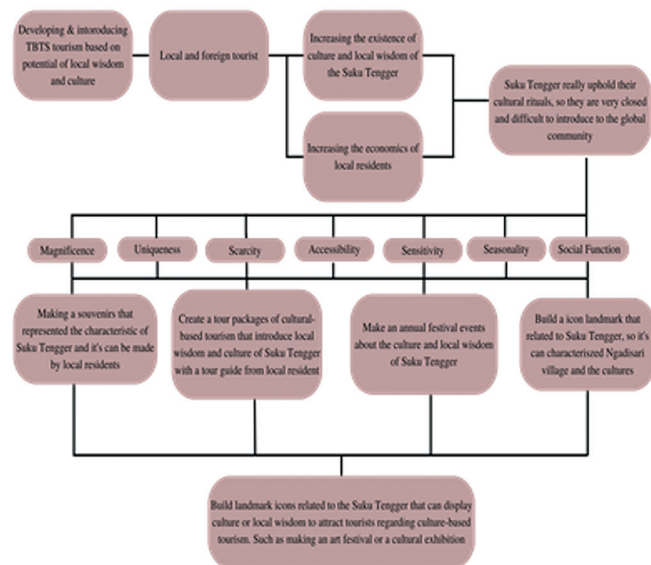 Developing & intoroducing
TBTS tourism based on
potential of local wisdom
and culture
Local and foreign tourist
Increasing the existence of
culture and local wisdom of
the Suku Tengger
Increasing the economics of
local residents
Suku Tengger really uphold their
cultural rituals, so they are very closed
and difficult to introduce to the global
community
Magnificence
Uniqueness
Scarcity
Accessibility
Sensitivity
Seasonality
Social Function
Making a souvenirs that
represented the characteristic of
Suku Tengger and it's can be made
by local residents
Create a tour packages of cultural-
based tourism that introduce local
wisdom and culture of Suku Tengger
with a tour guide from local resident
Make an annual festival events
about the culture and local wisdom
of Suku Tengger
Build a icon landmark that
related to Suku Tengger, so it's
can characteriszed Ngadisari
village and the cultures
Build landmark icons related to the Suku Tengger that can display
culture or local wisdom to attract tourists regarding culture-based
tourism. Such as making an art festival or a cultural exhibition